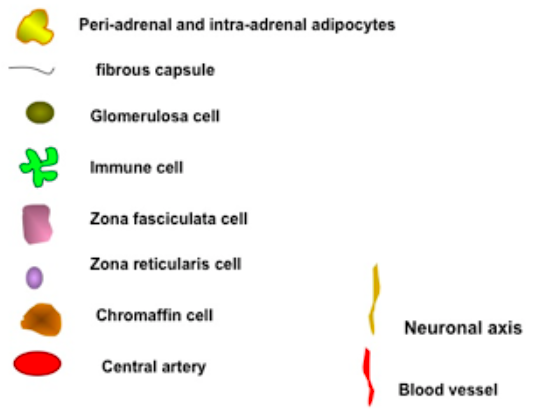 Peri-adrenal and intra-adrenal adipocytes
fibrous capsule
Glomerulosa cell
Immune cell
Zona fasciculata cell
Zona reticularis cell
Chromaffin cell
Central artery
Neuronal axis
Blood vessel